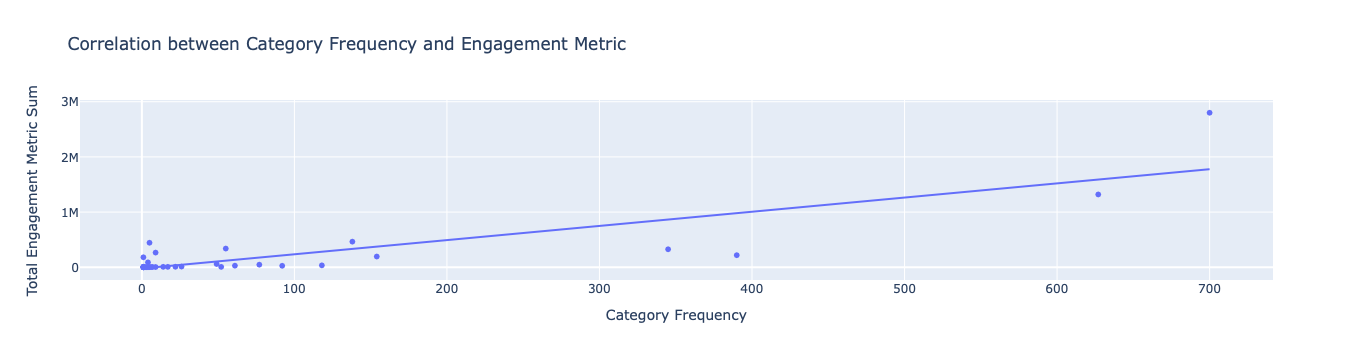 Correlation between Category Frequency and Engagement Metric
Total Engagement Metric Sum
3M
2M
1M
0
0 100 200 300 400 500 600 700
Category Frequency